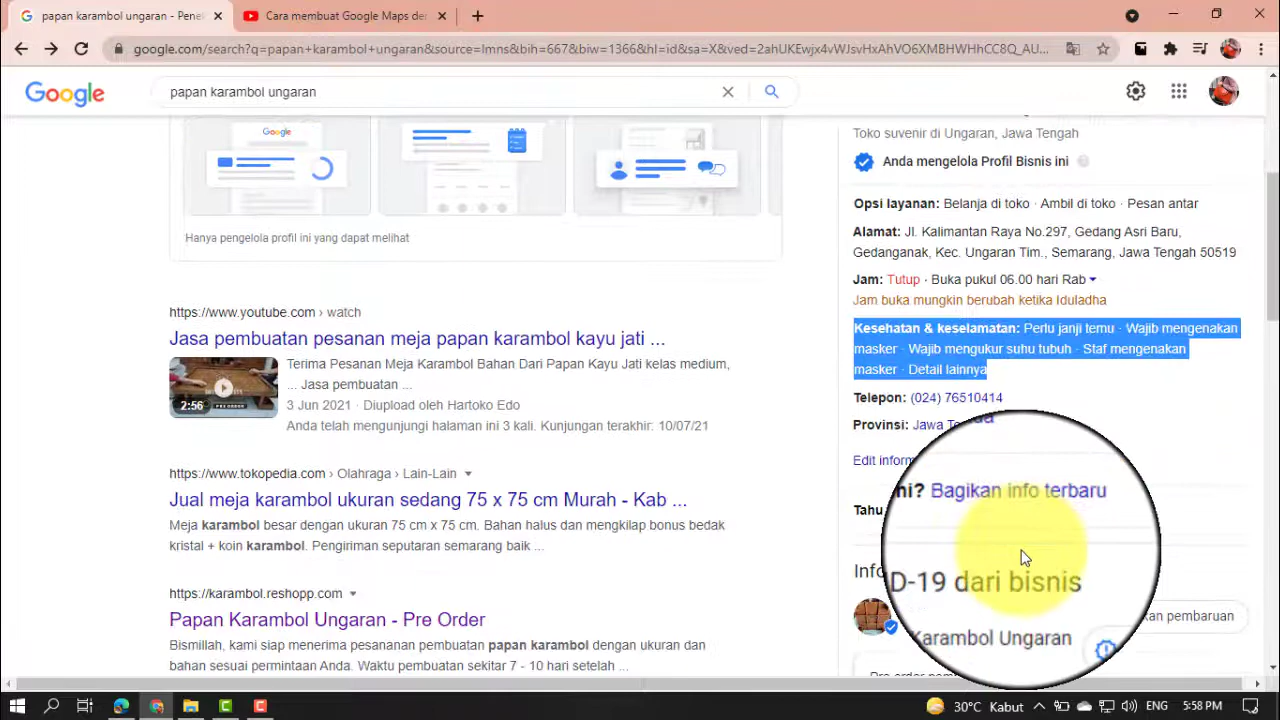 papan karambol ungaran - Pene
Cara membuat Google Maps de
google.com/search?q=papan+karambol+ungaran&source=lmns&bih=667&biw=1366&hl=id&sa=X&ved=2ahUKEwjx4vWJsvHxAhVO6XMBHWHhCC8Q_AU...
Google
papan karambol ungaran
Google
Hanya pengelola profil ini yang dapat melihat
https://www.youtube.com › watch
Jasa pembuatan pesanan meja papan karambol kayu jati ...
2:56
Terima Pesanan Meja Karambol Bahan Dari Papan Kayu Jati kelas medium,
... Jasa pembuatan ...
3 Jun 2021 · Diupload oleh Hartoko Edo
Anda telah mengunjungi halaman ini 3 kali. Kunjungan terakhir: 10/07/21
https://www.tokopedia.com › Olahraga › Lain-Lain
Jual meja karambol ukuran sedang 75 x 75 cm Murah - Kab ...
Meja karambol besar dengan ukuran 75 cm x 75 cm. Bahan halus dan mengkilap bonus bedak
kristal + koin karambol. Pengiriman seputaran semarang baik ...
https://karambol.reshopp.com
Papan Karambol Ungaran - Pre Order
Bismillah, kami siap menerima pesananan pembuatan papan karambol dengan ukuran dan
bahan sesuai permintaan Anda. Waktu pembuatan sekitar 7 - 10 hari setelah ...
Toko suvenir di Ungaran, Jawa Tengah
Anda mengelola Profil Bisnis ini
Opsi layanan: Belanja di toko · Ambil di toko · Pesan antar
Alamat: Jl. Kalimantan Raya No.297, Gedang Asri Baru,
Gedanganak, Kec. Ungaran Tim., Semarang, Jawa Tengah 50519
Jam: Tutup · Buka pukul 06.00 hari Rab
Jam buka mungkin berubah ketika Iduladha
Kesehatan & keselamatan: Perlu janji temu · Wajib mengenakan
masker · Wajib mengukur suhu tubuh · Staf mengenakan
masker · Detail lainnya
Telepon: (024) 76510414
Provinsi: Jawa Te
Edit inform
Tahu
ni? Bagikan info terbaru
Info
D-19 dari bisnis
Karambol Ungaran
kan pembaruan
30°C Kabut
ENG
5:58 PM